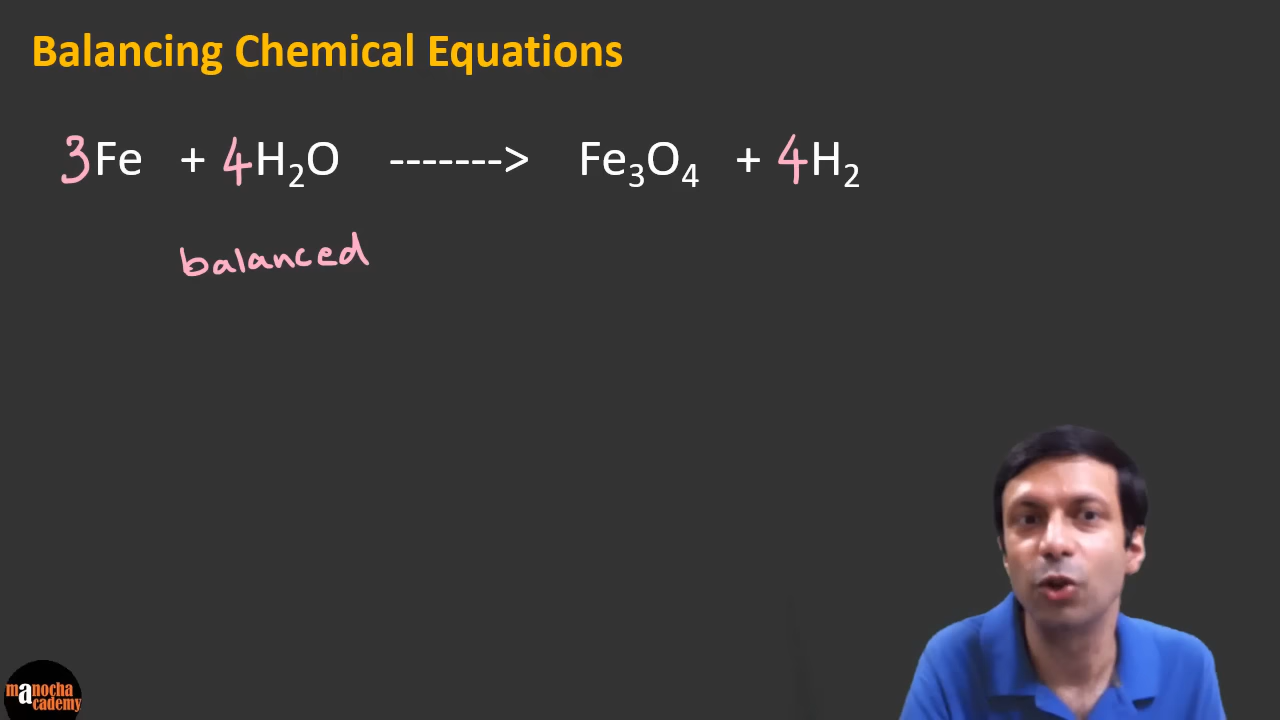 Balancing Chemical Equations
3Fe + 4H₂O -------> Fe₃O₄ + 4H₂
balanced
manocha
academy